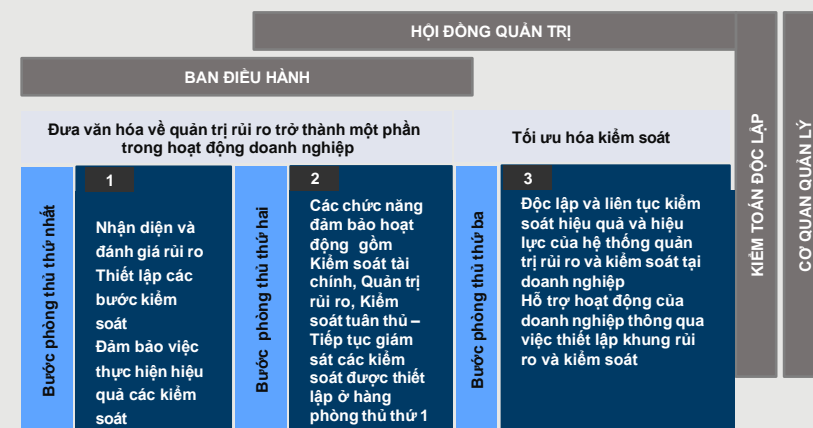 HỘI ĐỒNG QUẢN TRỊ
BAN ĐIỀU HÀNH
Đưa văn hóa về quản trị rủi ro trở thành một phần
trong hoạt động doanh nghiệp
Tối ưu hóa kiểm soát
Bước phòng thủ thứ nhất
1
Nhận diện và
đánh giá rủi ro
Thiết lập các
bước kiểm
soát
Đảm bảo việc
thực hiện hiệu
quả các kiểm
soát
Bước phòng thủ thứ hai
2
Các chức năng
đảm bảo hoạt
động gồm
Kiểm soát tài
chính, Quản trị
rủi ro, Kiểm
soát tuân thủ –
Tiếp tục giám
sát các kiểm
soát được thiết
lập ở hàng
phòng thủ thứ 1
Bước phòng thủ thứ ba
3
Độc lập và liên tục kiểm
soát hiệu quả và hiệu
lực của hệ thống quản
trị rủi ro và kiểm soát tại
doanh nghiệp
Hỗ trợ hoạt động của
doanh nghiệp thông qua
việc thiết lập khung rủi
ro và kiểm soát
KIỂM TOÁN ĐỘC LẬP
CƠ QUAN QUẢN LÝ